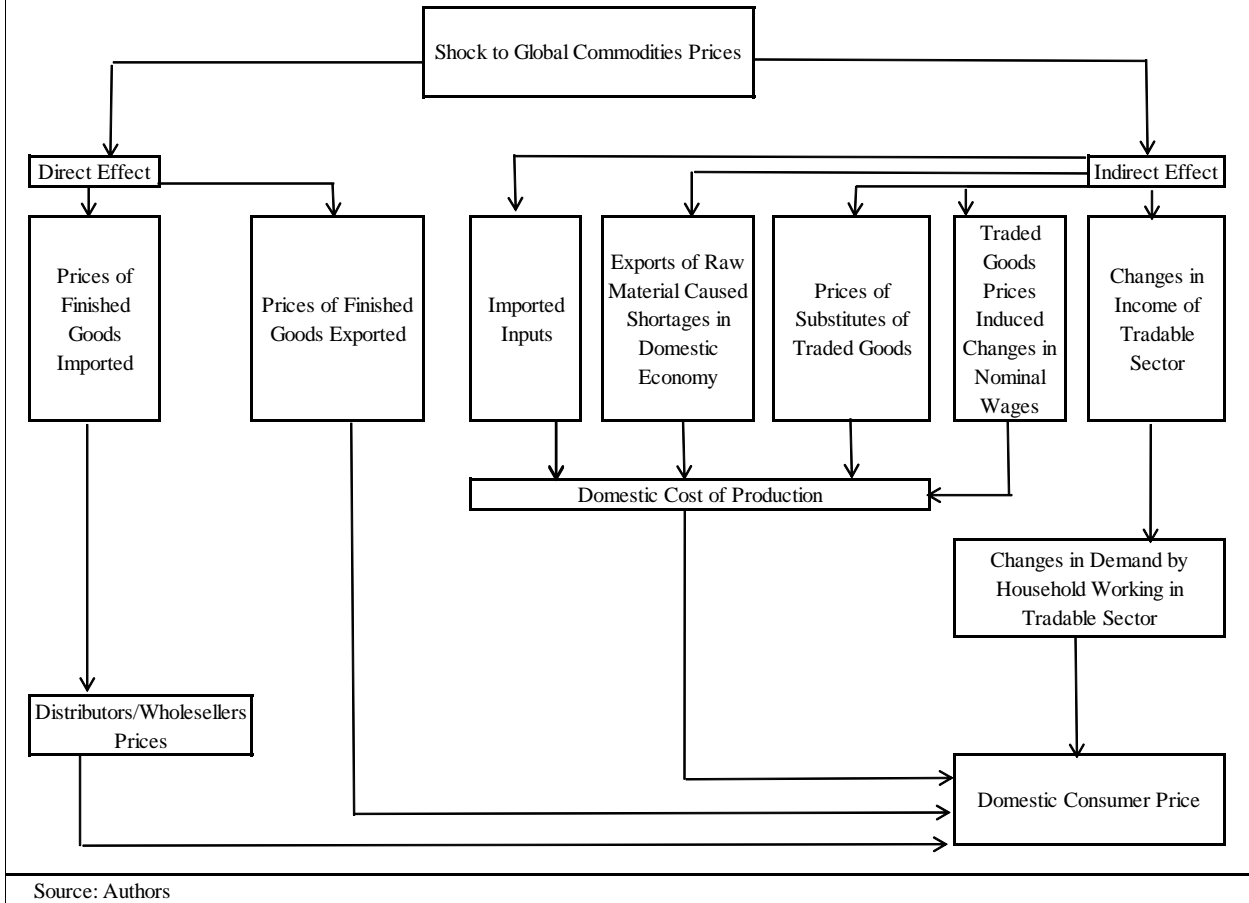 Shock to Global Commodities Prices
Direct Effect
Indirect Effect
Prices of
Finished
Goods
Imported
Prices of Finished
Goods Exported
Imported
Inputs
Exports of Raw
Material Caused
Shortages in
Domestic
Economy
Prices of
Substitutes of
Traded Goods
Traded
Goods
Prices
Induced
Changes in
Nominal
Wages
Changes in
Income of
Tradable
Sector
Domestic Cost of Production
Changes in Demand by
Household Working in
Tradable Sector
Distributors/Wholesellers
Prices
Domestic Consumer Price
Source: Authors